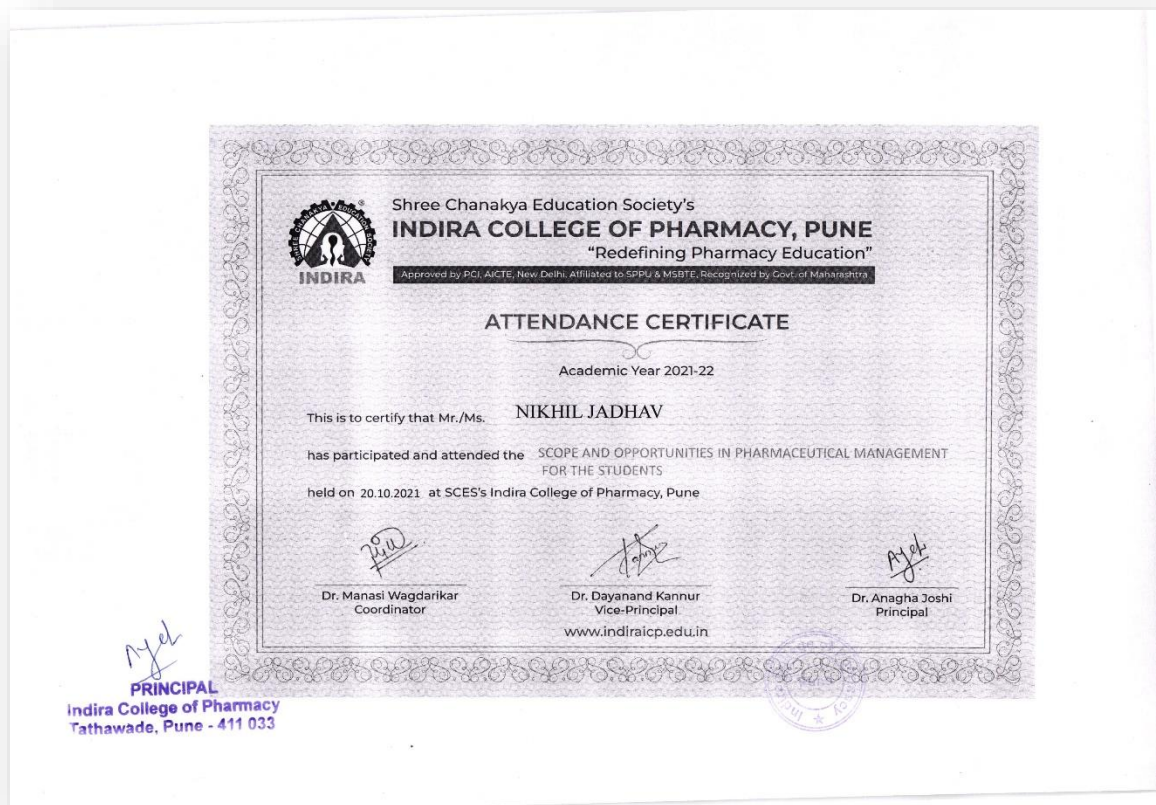 SHREE CHANAKYA EDUCATION SOCIETY
®
INDIRA
Shree Chanakya Education Society's
INDIRA COLLEGE OF PHARMACY, PUNE
"Redefining Pharmacy Education"
Approved by PCI, AICTE, New Delhi. Affiliated to SPPU & MSBTE, Recognized by Govt. of Maharashtra
ATTENDANCE CERTIFICATE
Academic Year 2021-22
This is to certify that Mr./Ms. NIKHIL JADHAV
has participated and attended the SCOPE AND OPPORTUNITIES IN PHARMACEUTICAL MANAGEMENT
FOR THE STUDENTS
held on 20.10.2021 at SCES's Indira College of Pharmacy, Pune
Dr. Manasi Wagdarikar
Coordinator
Dr. Dayanand Kannur
Vice-Principal
Dr. Anagha Joshi
Principal
www.indiraicp.edu.in
PRINCIPAL
Indira College of Pharmacy
Tathawade, Pune - 411 033